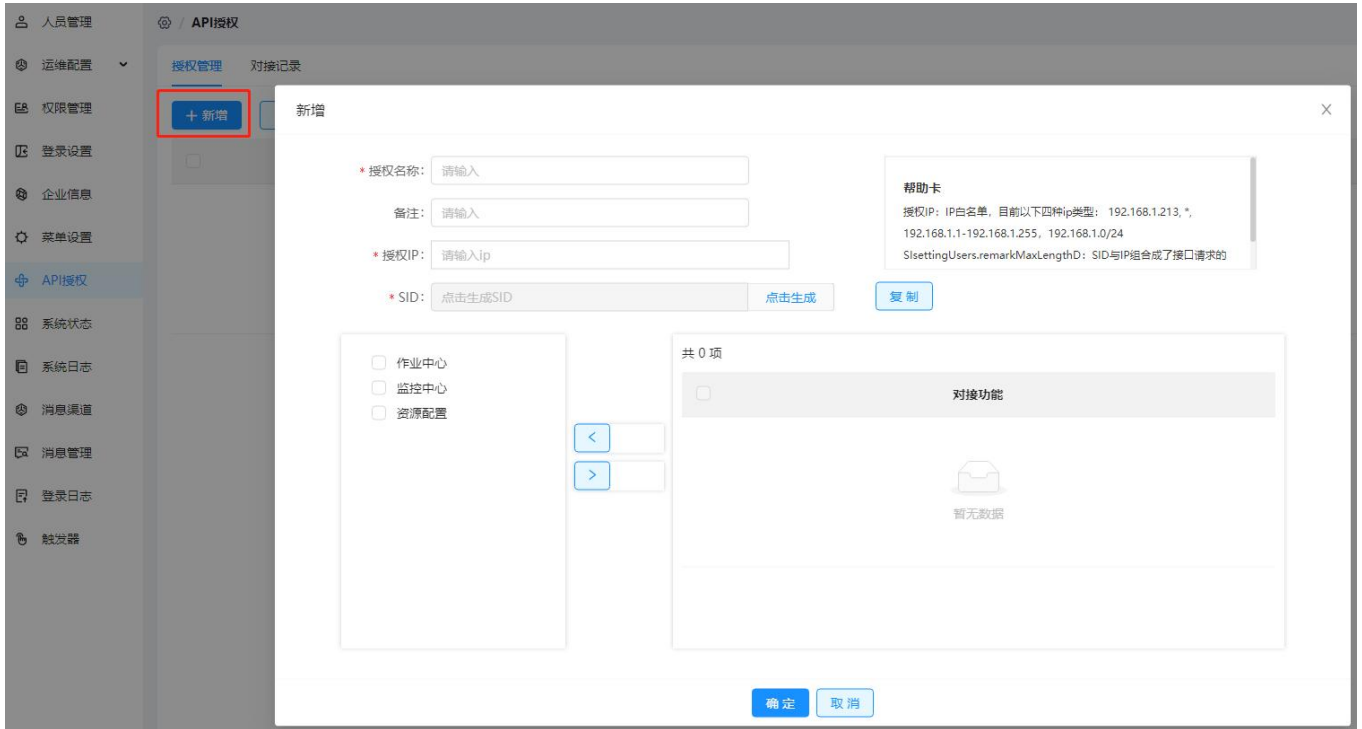 人员管理
API授权
/
运维配置
授权管理
对接记录
权限管理
+ 新增
新增
登录设置
* 授权名称:
请输入
帮助卡
企业信息
备注:
请输入
授权IP：IP白名单，目前以下四种ip类型： 192.168.1.213, *,
192.168.1.1-192.168.1.255，192.168.1.0/24
菜单设置
* 授权IP:
请输入ip
SIsettingUsers.remarkMaxLengthD：SID与IP组合成了接口请求的
API授权
* SID:
点击生成SID
点击生成
复 制
系统状态
共 0 项
作业中心
系统日志
监控中心
对接功能
消息渠道
资源配置
<
消息管理
>
登录日志
暂无数据
触发器
确 定
取 消